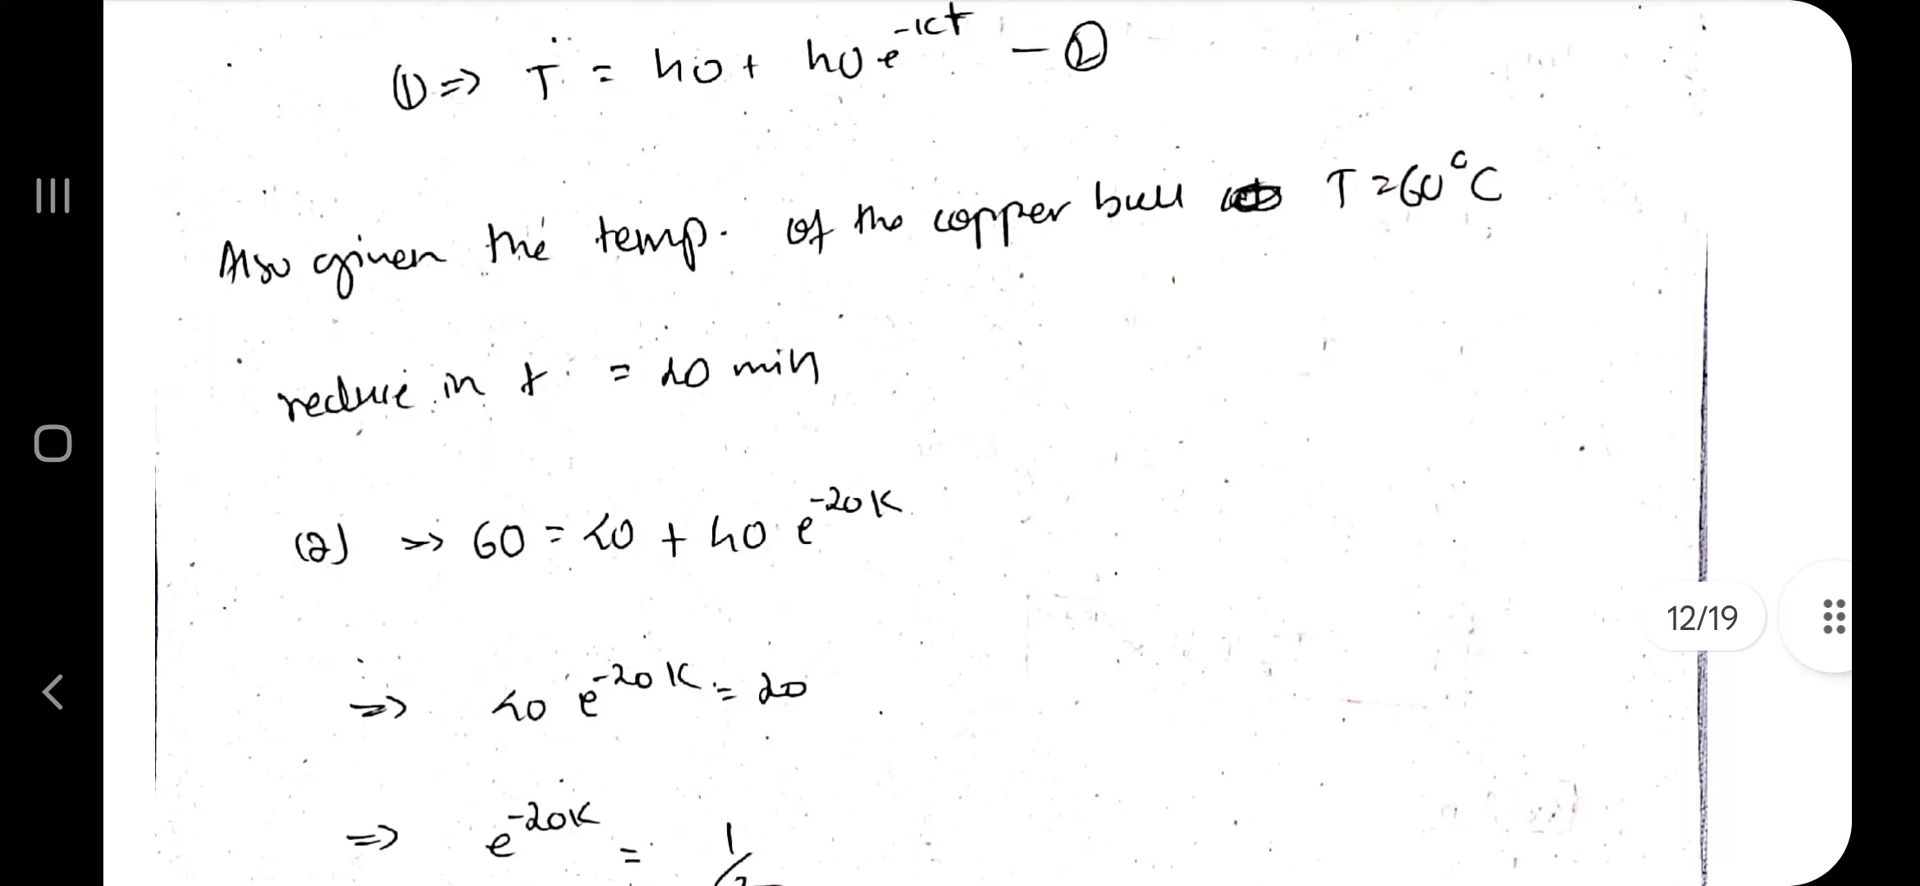 ① => T = 40 + 40 e^-kt - ②
Also given the temp. of the copper ball T = 60°C
reduce in t = 20 min
(2) => 60 = 40 + 40 e^-20K
=> 40 e^-20K = 20
12/19
=> e^-20K = 1/2